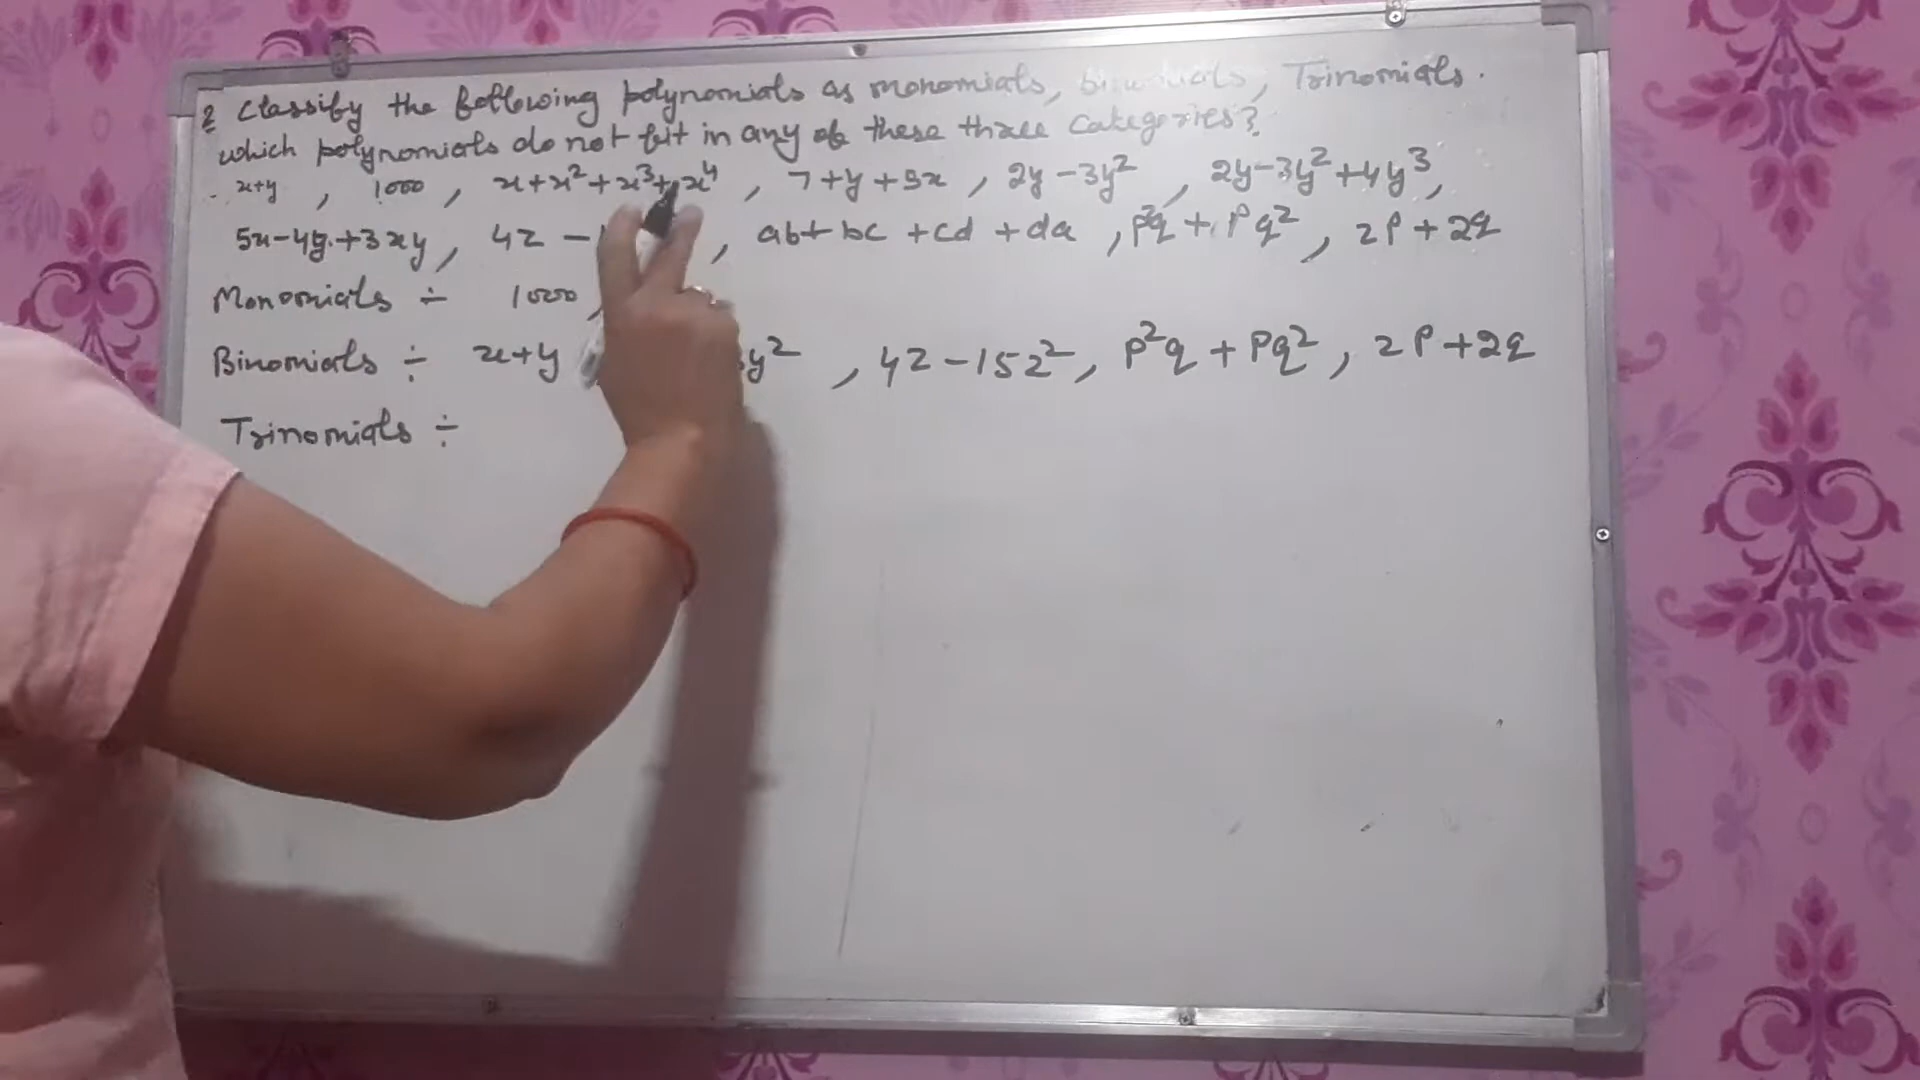 2 Classify the following polynomials as monomials, binomials, Trinomials.
which polynomials do not fit in any of these three categories?
x+y, 1000, x+x²+x³+x⁴, 7+y+5x, 2y-3y², 2y-3y²+4y³,
5x-4y+3xy, 4z - , ab+bc+cd+da, p²q+pq², 2p+2q
Monomials ÷ 1000,
Binomials ÷ x+y y², 4z-15z², p²q+pq², 2p+2q
Trinomials ÷